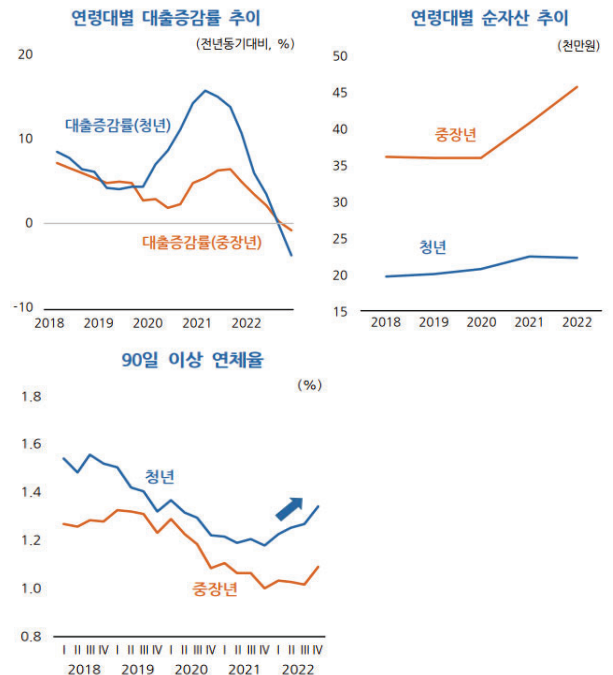 연령대별 대출증감률 추이
(전년동기대비, %)
20
10
0
-10
대출증감률(청년)
대출증감률(중장년)
2018 2019 2020 2021 2022
연령대별 순자산 추이
(천만원)
50
45
40
35
30
25
20
15
중장년
청년
2018 2019 2020 2021 2022
90일 이상 연체율
(%)
1.8
1.6
1.4
1.2
1.0
0.8
청년
중장년
I II III IV I II III IV I II III IV I II III IV I II III IV
2018 2019 2020 2021 2022